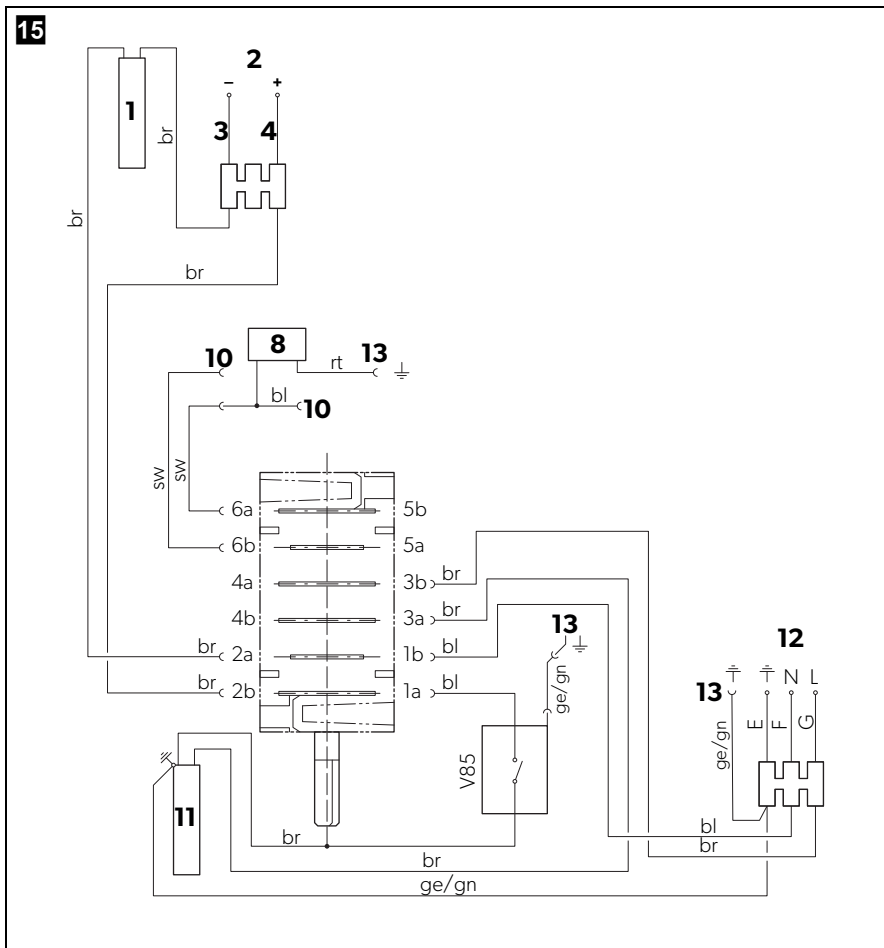 15
2
– +
1
3 4
br
br
br
8
10 rt 13
bl 10
sw sw
6a 5b
6b 5a
4a 3b br
4b 3a br
br 2a 1b bl
br 2b 1a bl
13
ge/gn
12
N L
13
E F G
ge/gn
V85
11
br
bl
br
br
ge/gn